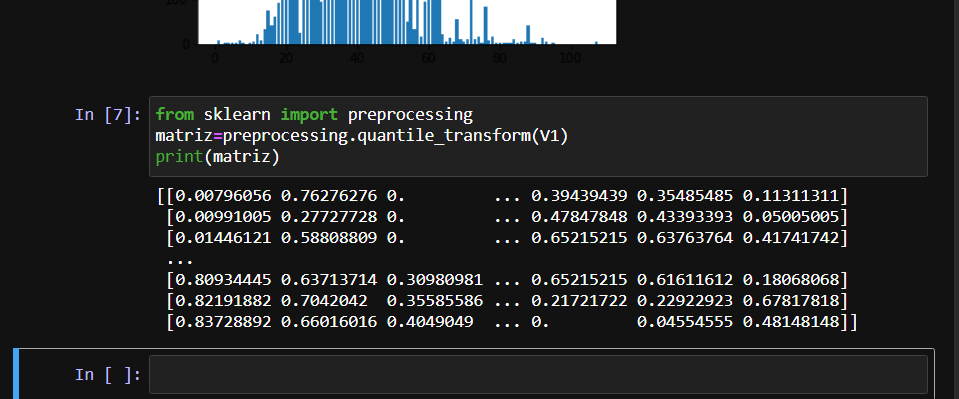 100
0
0 20 40 60 80 100
In [7]: from sklearn import preprocessing
matriz=preprocessing.quantile_transform(V1)
print(matriz)
[[0.00796056 0.76276276 0. ... 0.39439439 0.35485485 0.11311311]
[0.00991005 0.27727728 0. ... 0.47847848 0.43393393 0.05005005]
[0.01446121 0.58808809 0. ... 0.65215215 0.63763764 0.41741742]
...
[0.80934445 0.63713714 0.30980981 ... 0.65215215 0.61611612 0.18068068]
[0.82191882 0.7042042 0.35585586 ... 0.21721722 0.22922923 0.67817818]
[0.83728892 0.66016016 0.4049049 ... 0. 0.04554555 0.48148148]]
In [ ]: